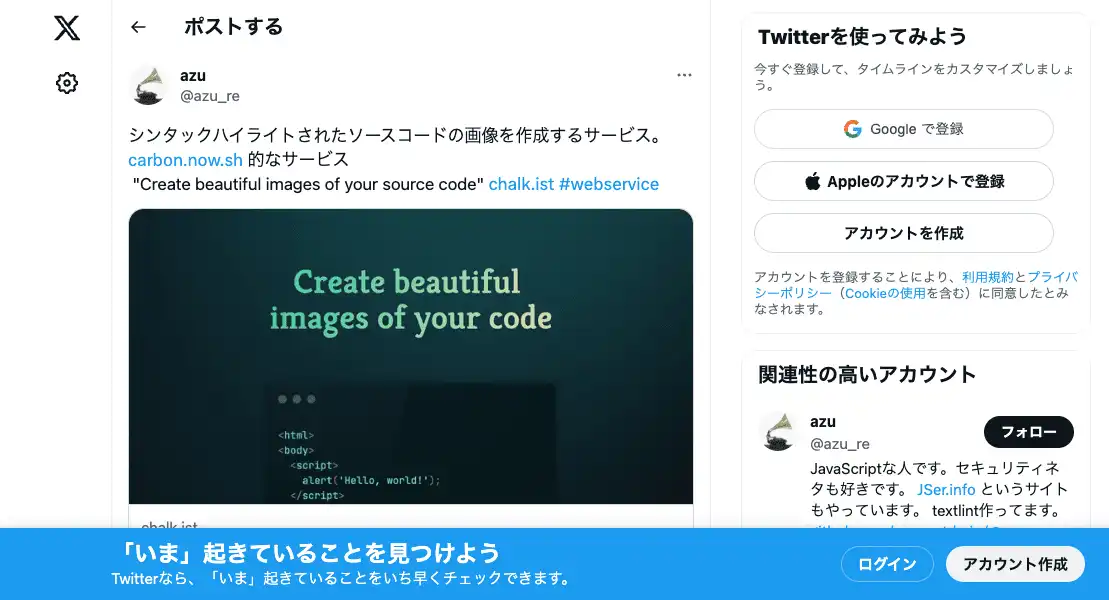 ポストする
azu
@azu_re
シンタックハイライトされたソースコードの画像を作成するサービス。
carbon.now.sh 的なサービス
"Create beautiful images of your source code" chalk.ist #webservice
Create beautiful
images of your code
<html>
<body>
<script>
alert('Hello, world!');
</script>
chalk.ist
Twitterを使ってみよう
今すぐ登録して、タイムラインをカスタマイズしましょ
う。
Google で登録
Appleのアカウントで登録
アカウントを作成
アカウントを登録することにより、利用規約とプライバ
シーポリシー（Cookieの使用を含む）に同意したとみ
なされます。
関連性の高いアカウント
azu
@azu_re
フォロー
JavaScriptな人です。セキュリティネ
タも好きです。 JSer.info というサイト
もやっています。 textlint作ってます。
「いま」起きていることを見つけよう
Twitterなら、「いま」起きていることをいち早くチェックできます。
ログイン
アカウント作成